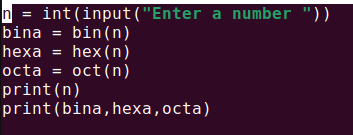 n = int(input("Enter a number "))
bina = bin(n)
hexa = hex(n)
octa = oct(n)
print(n)
print(bina,hexa,octa)